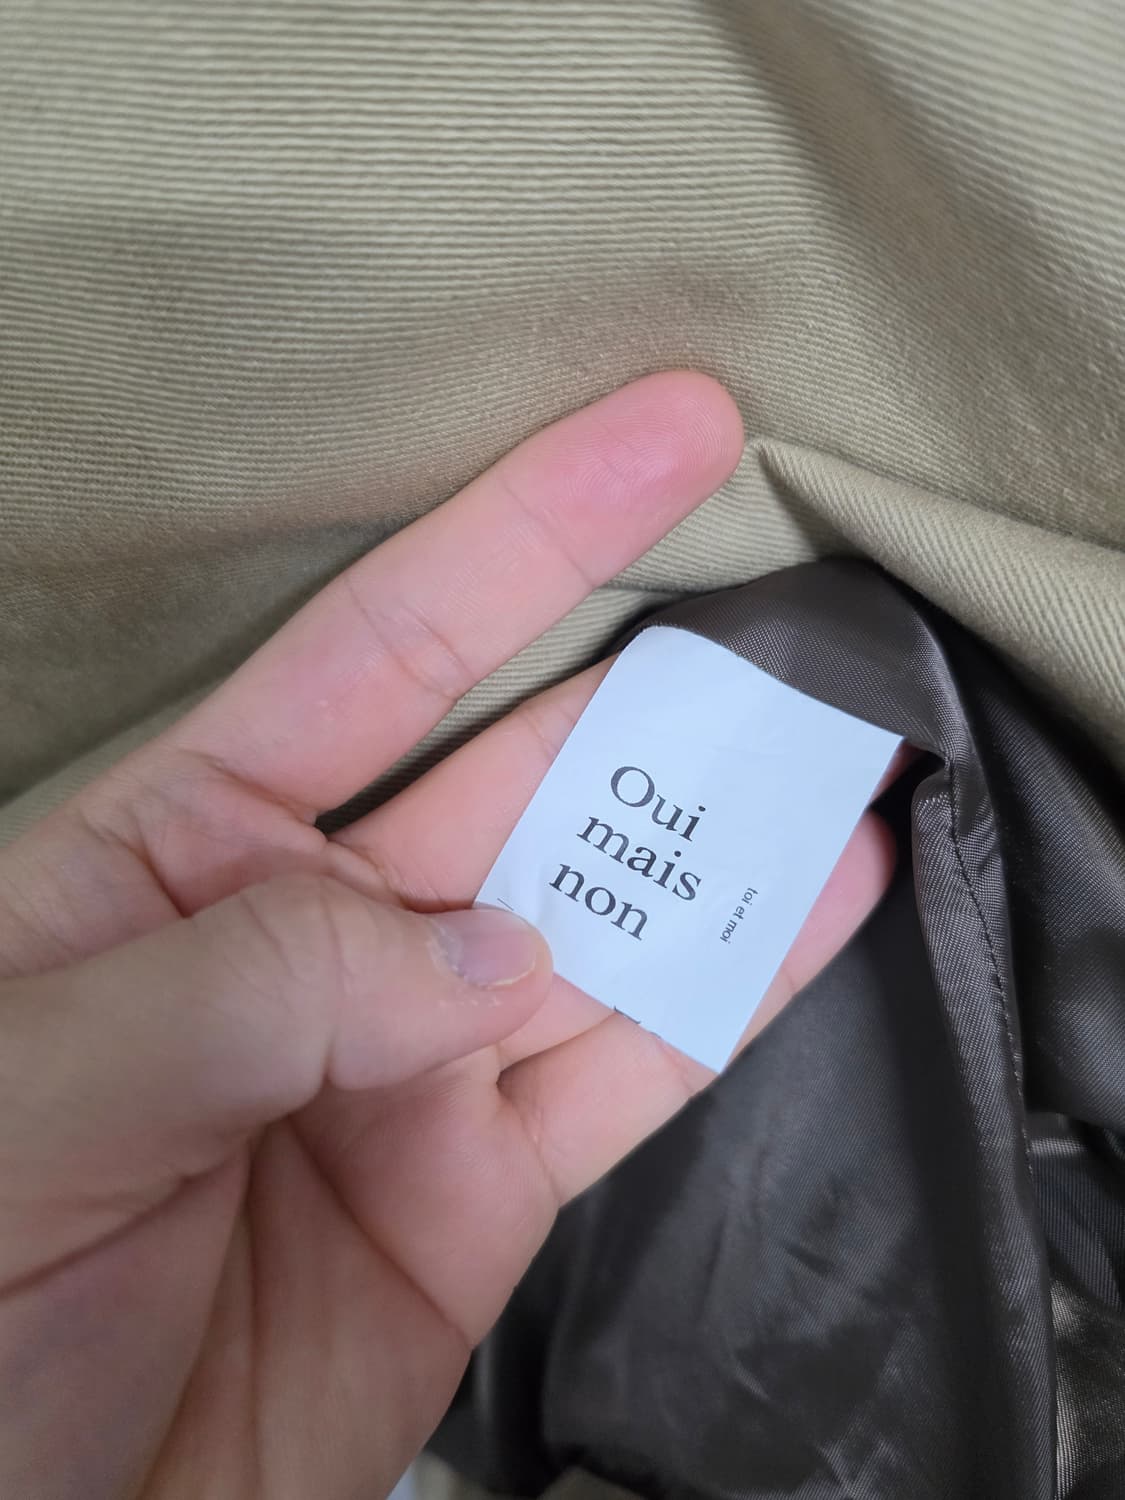 Oui
mais
non
toi et moi